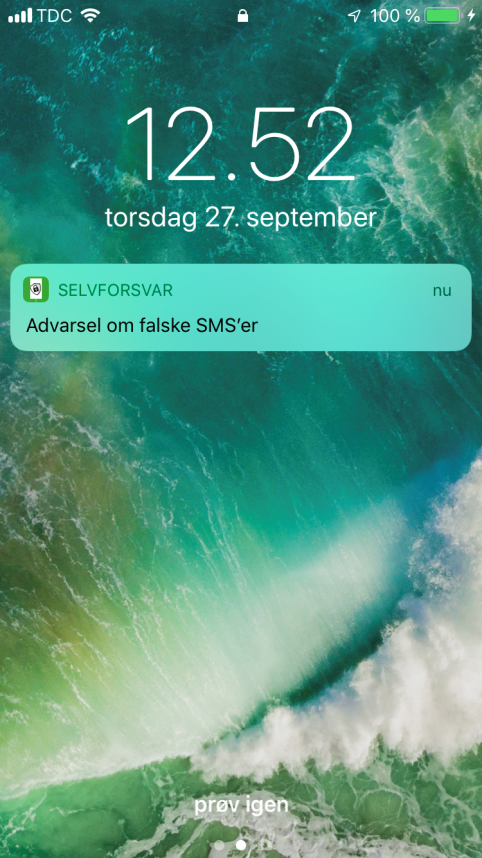 TDC 100 %
12.52
torsdag 27. september
SELVFORSVAR nu
Advarsel om falske SMS'er
prøv igen